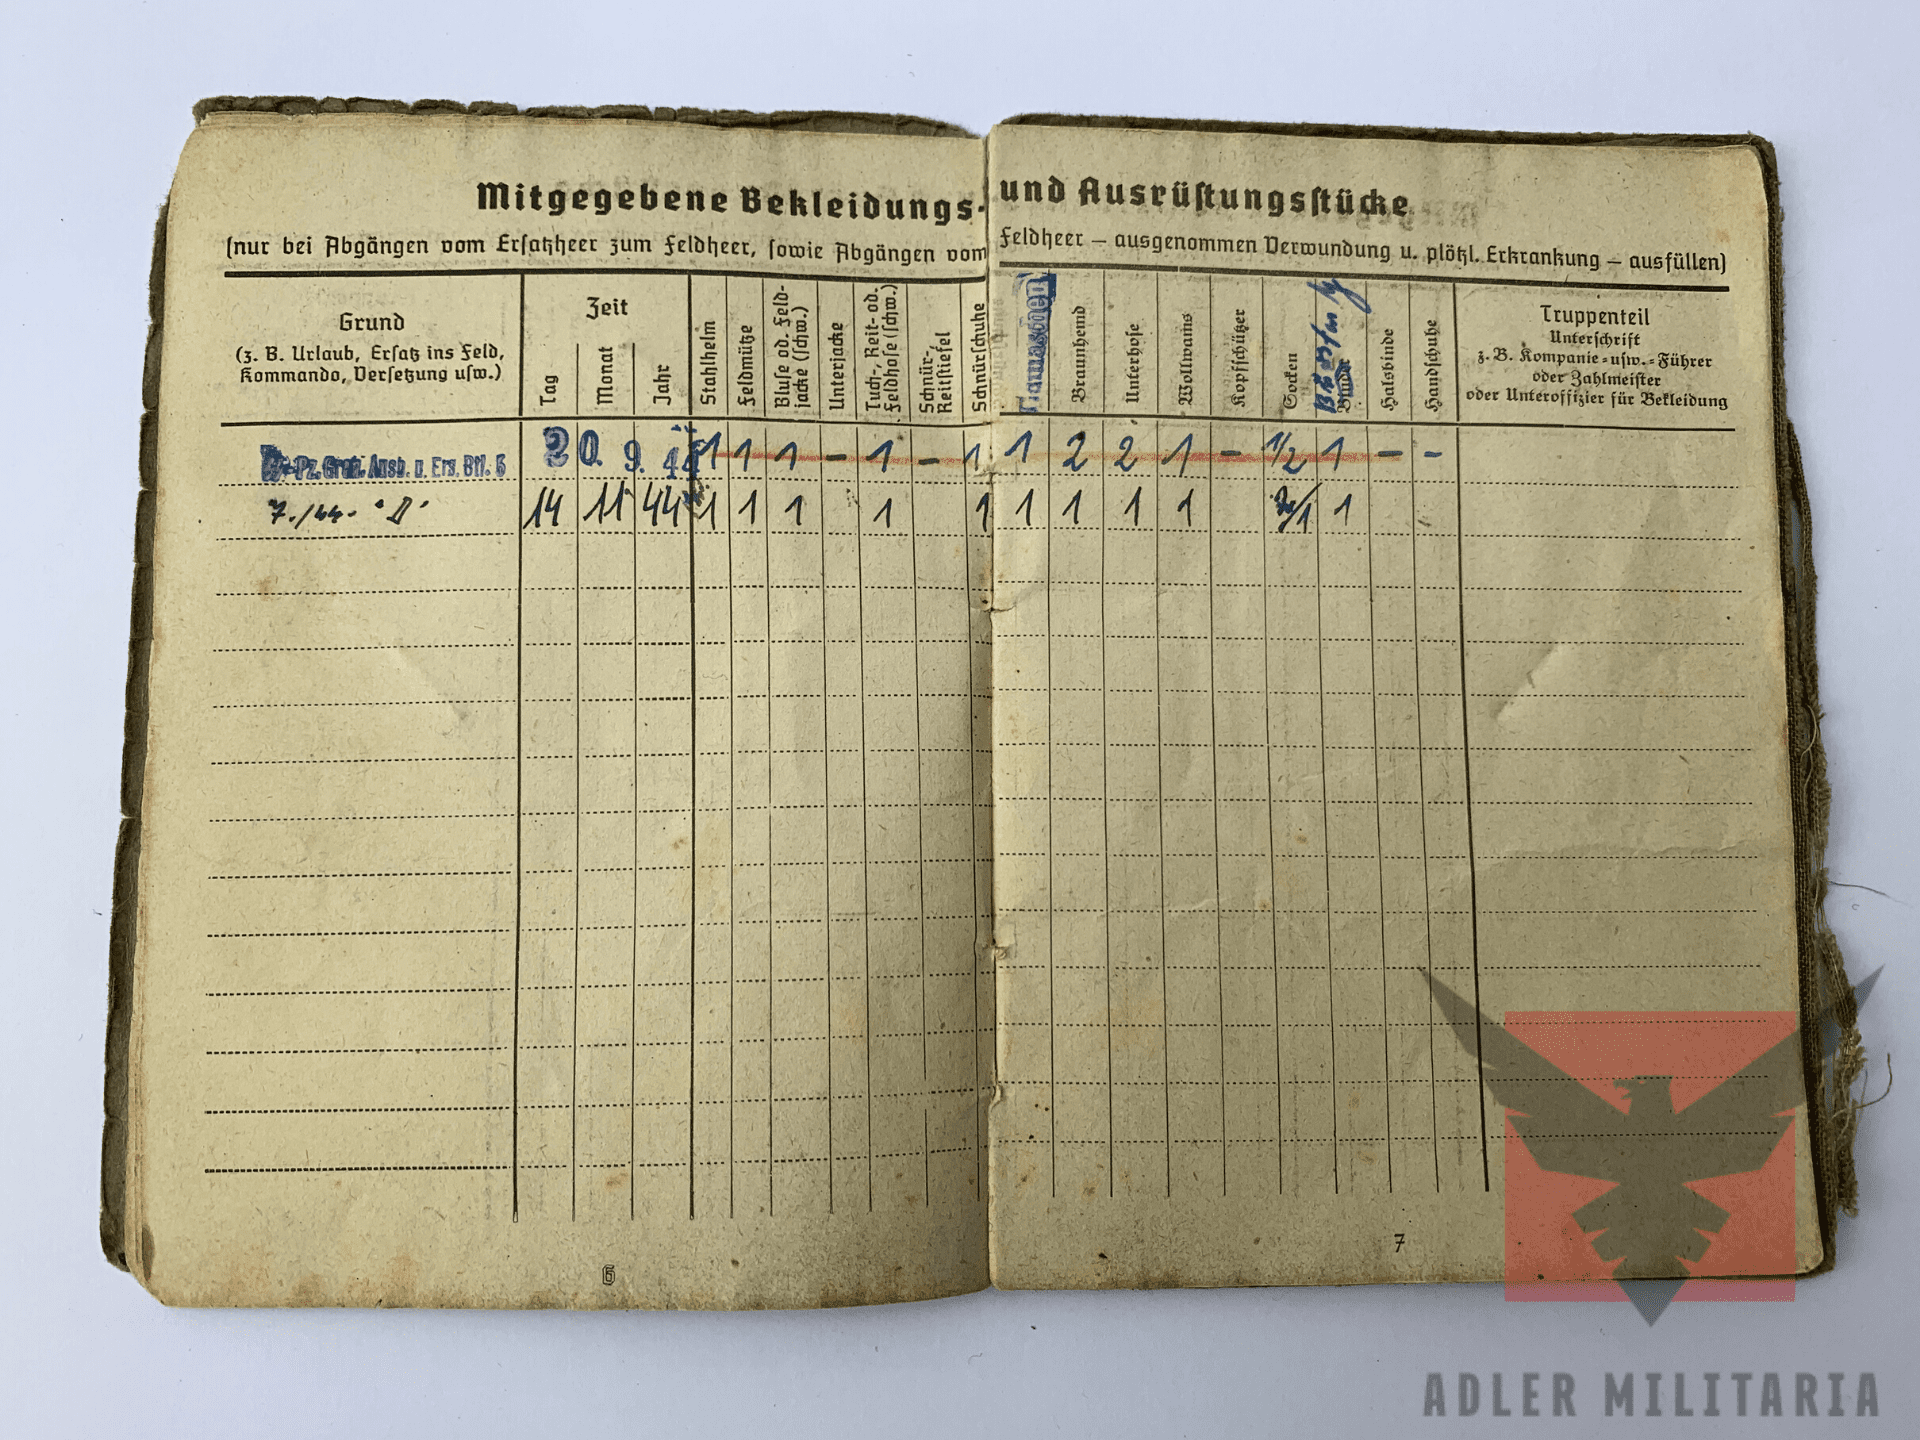 Mitgegebene Bekleidungs- und Ausrüstungsstücke
(nur bei Abgängen vom Ersatzheer zum Feldheer, sowie Abgängen vom Feldheer – ausgenommen Verwundung u. plötzl. Erkrankung – ausfüllen)
Grund
(z. B. Urlaub, Ersatz ins Feld,
Kommando, Versetzung usw.)
Zeit
Tag
Monat
Jahr
Stahlhelm
Feldmütze
Bluse od. Feld-
jacke (schw.)
Unterjacke
Tuch-, Reit- od.
Feldhose (schw.)
Schnür-
Reitstiefel
Schnürschuhe
Braunhemd
Unterhose
Wollwams
Kopfschützer
Socken
Binde
Halsbinde
Handschuhe
Truppenteil
Unterschrift
z. B. Kompanie- usw.-Führer
oder Zahlmeister
oder Unteroffizier für Bekleidung
Pz. Gren. Ausb. u. Ers. Btl. 5 20. 9. 44 1 1 1 – 1 – 1 1 2 2 1 – 1/2 1 – –
7./44. "D" 14 11 44 1 1 1 1 1 1 1 1 1 1
6
7
ADLER MILITARIA